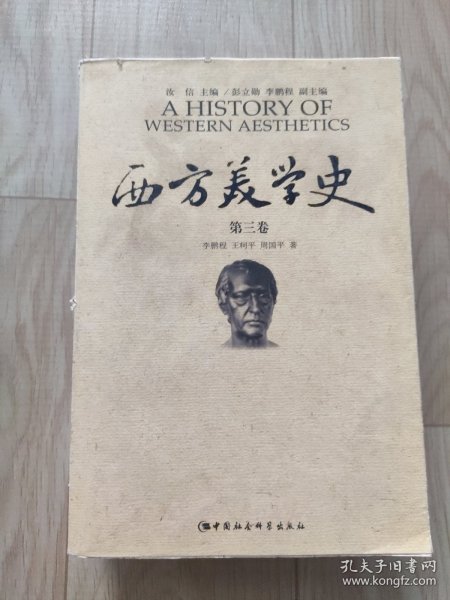 汝 信 主编 / 彭立勋 李鹏程 副主编
A HISTORY OF
WESTERN AESTHETICS
西方美学史
第三卷
李鹏程 王柯平 周国平 著
中国社会科学出版社
孔夫子旧书网
www.kongfz.com